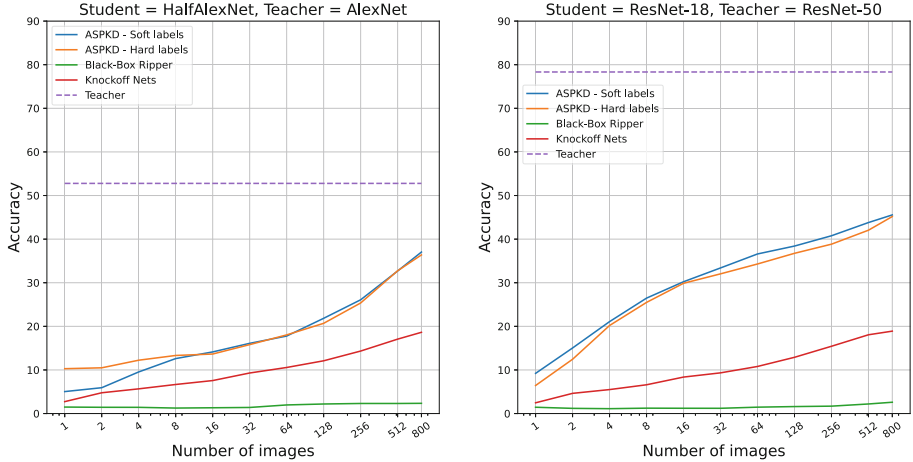 Student = HalfAlexNet, Teacher = AlexNet
90
80
70
60
50
40
30
20
10
0
Accuracy
ASPKD - Soft labels
ASPKD - Hard labels
Black-Box Ripper
Knockoff Nets
Teacher
1 2 4 8 16 32 64 128 256 512 800
Number of images
Student = ResNet-18, Teacher = ResNet-50
90
80
70
60
50
40
30
20
10
0
Accuracy
ASPKD - Soft labels
ASPKD - Hard labels
Black-Box Ripper
Knockoff Nets
Teacher
1 2 4 8 16 32 64 128 256 512 800
Number of images